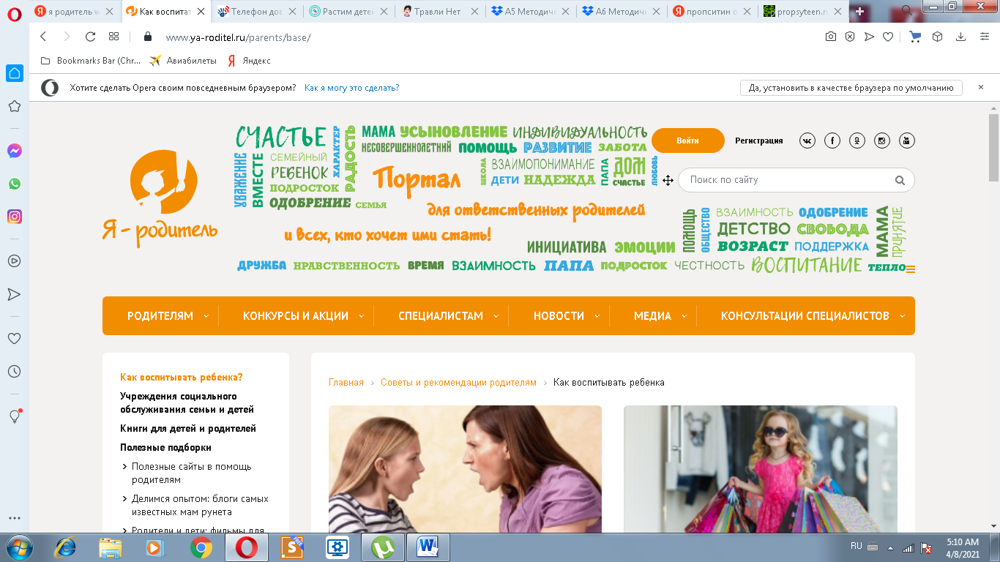 я родитель w
Как воспитат
Телефон дов
Растим детей
Травли Нет
А5 Методич
А6 Методич
пропситин о
propsyteen.ru
www.ya-roditel.ru/parents/base/
Bookmarks Bar (Chr...
Авиабилеты
Яндекс
Хотите сделать Opera своим повседневным браузером?
Как я могу это сделать?
Да, установить в качестве браузера по умолчанию
Я - родитель
СЧАСТЬЕ
ХАРАКТЕР
РАДОСТЬ
УВАЖЕНИЕ
ВМЕСТЕ
СЕМЕЙНЫЙ
РЕБЕНОК
ПОДРОСТОК
ОДОБРЕНИЕ
СЕМЬЯ
МАМА
УСЫНОВЛЕНИЕ
ИНДИВИДУАЛЬНОСТЬ
НЕСОВЕРШЕННОЛЕТНИЙ
ПОМОЩЬ
РАЗВИТИЕ
ЗАБОТА
ШКОЛА
ВЗАИМОПОНИМАНИЕ
ДЕТИ
НАДЕЖДА
ПАПА
ДОМ
СЧАСТЬЕ
ЛЮБОВЬ
Портал
для ответственных родителей
и всех, кто хочет ими стать!
ИНИЦИАТИВА
ЭМОЦИИ
ПОМОЩЬ
ОБЩЕСТВО
ВЗАИМНОСТЬ
ОДОБРЕНИЕ
ДЕТСТВО
СВОБОДА
ВОЗРАСТ
ПОДДЕРЖКА
МАМА
ПРИНЯТИЕ
ДРУЖБА
НРАВСТВЕННОСТЬ
ВРЕМЯ
ВЗАИМНОСТЬ
ПАПА
ПОДРОСТОК
ЧЕСТНОСТЬ
ВОСПИТАНИЕ
ТЕПЛО
Войти
Регистрация
Поиск по сайту
РОДИТЕЛЯМ
КОНКУРСЫ И АКЦИИ
СПЕЦИАЛИСТАМ
НОВОСТИ
МЕДИА
КОНСУЛЬТАЦИИ СПЕЦИАЛИСТОВ
Как воспитывать ребенка?
Учреждения социального
обслуживания семьи и детей
Книги для детей и родителей
Полезные подборки
Полезные сайты в помощь
родителям
Делимся опытом: блоги самых
известных мам рунета
Родители и дети: фильмы для
Главная > Советы и рекомендации родителям > Как воспитывать ребенка
RU
5:10 AM
4/8/2021